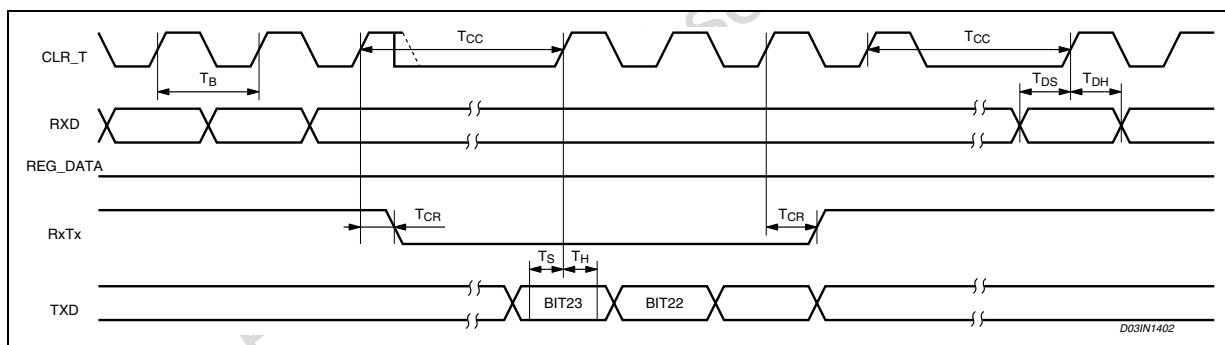 CLR_T
TCC
TCC
TB
TDS
TDH
RXD
REG_DATA
RxTx
TCR
TCR
TS
TH
TXD
BIT23
BIT22
D03IN1402